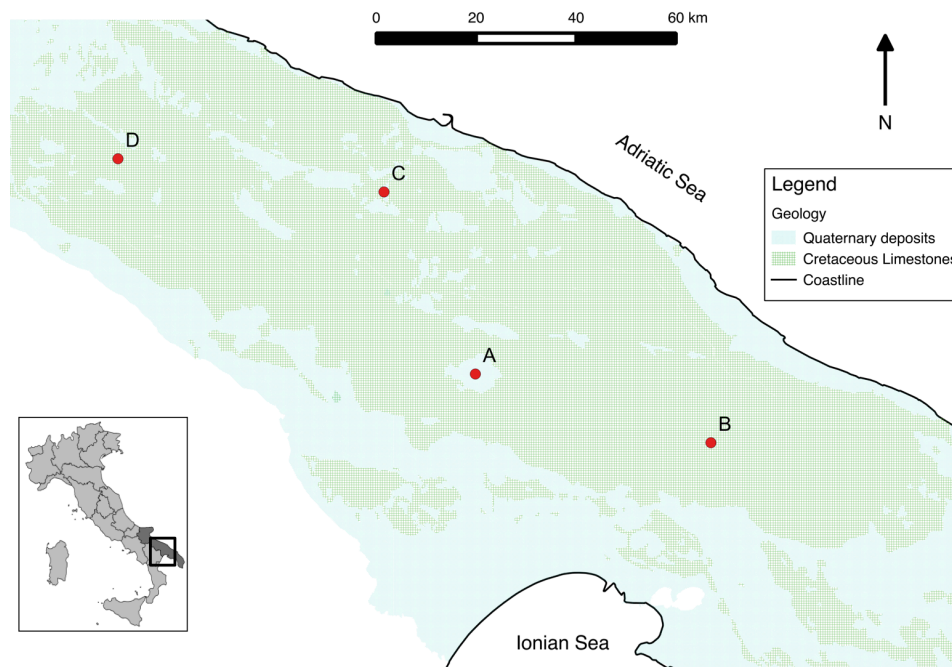 0
20
40
60 km
N
Adriatic Sea
D
C
Legend
Geology
Quaternary deposits
Cretaceous Limestones
Coastline
A
B
Ionian Sea